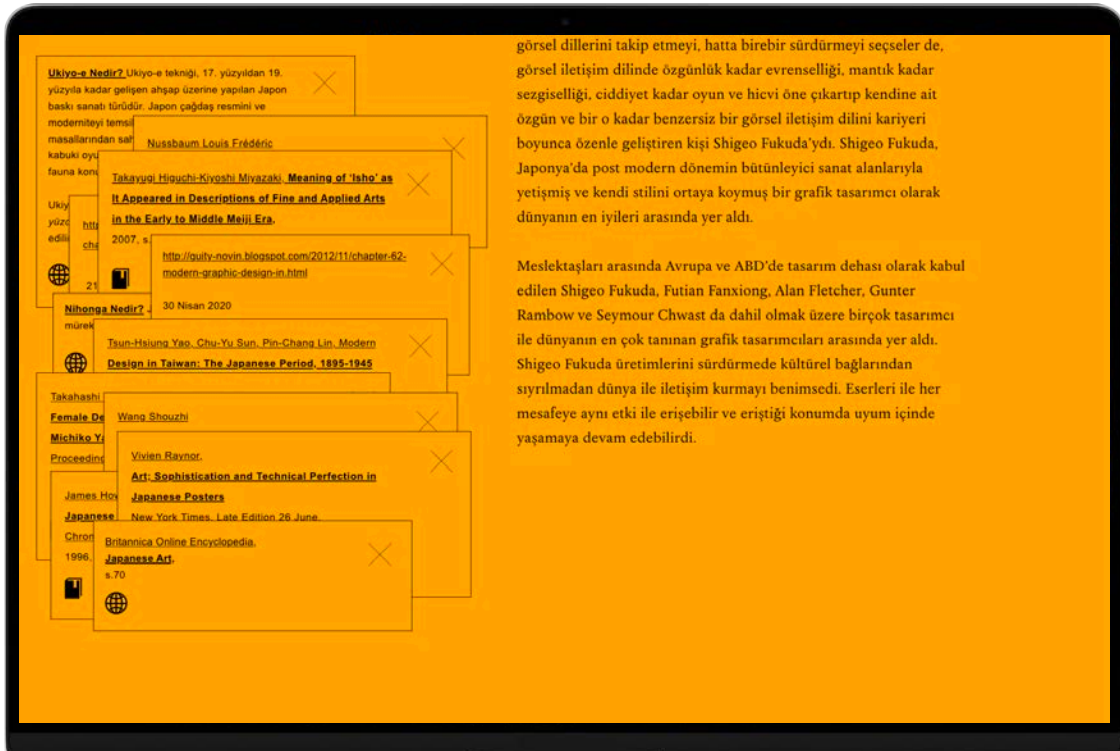 Ukiyo-e Nedir? Ukiyo-e tekniği, 17. yüzyıldan 19.
yüzyıla kadar gelişen ahşap üzerine yapılan Japon
baskı sanatı türüdür. Japon çağdaş resmini ve
moderniteyi temsil
masallarından
kabuki
fauna
Nussbaum Louis Frédéric
Takayugi Higuchi-Kiyoshi Miyazaki, Meaning of ‘Isho’ as
It Appeared in Descriptions of Fine and Applied Arts
in the Early to Middle Meiji Era,
2007, s.
21
http://guity-novin.blogspot.com/2012/11/chapter-62-
modern-graphic-design-in.html
30 Nisan 2020
Nihonga Nedir?
Tsun-Hsiung Yao, Chu-Yu Sun, Pin-Chang Lin, Modern
Design in Taiwan: The Japanese Period, 1895-1945
Takahashi
Female
Michiko
Wang Shouzhi
Vivien Raynor,
Art; Sophistication and Technical Perfection in
Japanese Posters
New York Times, Late Edition 26 June.
James
Japanese
1996,
Britannica Online Encyclopedia,
Japanese Art,
s.70
görsel dillerini takip etmeyi, hatta birebir sürdürmeyi seçseler de,
görsel iletişim dilinde özgünlük kadar evrenselliği, mantık kadar
sezgiselliği, ciddiyet kadar oyun ve hicvi öne çıkartıp kendine ait
özgün ve bir o kadar benzersiz bir görsel iletişim dilini kariyeri
boyunca özenle geliştiren kişi Shigeo Fukuda’ydı. Shigeo Fukuda,
Japonya’da post modern dönemin bütünleyici sanat alanlarıyla
yetişmiş ve kendi stilini ortaya koymuş bir grafik tasarımcı olarak
dünyanın en iyileri arasında yer aldı.
Meslektaşları arasında Avrupa ve ABD’de tasarım dehası olarak kabul
edilen Shigeo Fukuda, Futian Fanxiong, Alan Fletcher, Gunter
Rambow ve Seymour Chwast da dahil olmak üzere birçok tasarımcı
ile dünyanın en çok tanınan grafik tasarımcıları arasında yer aldı.
Shigeo Fukuda üretimlerini sürdürmede kültürel bağlarından
sıyrılmadan dünya ile iletişim kurmayı benimsedi. Eserleri ile her
mesafeye aynı etki ile erişebilir ve eriştiği konumda uyum içinde
yaşamaya devam edebilirdi.